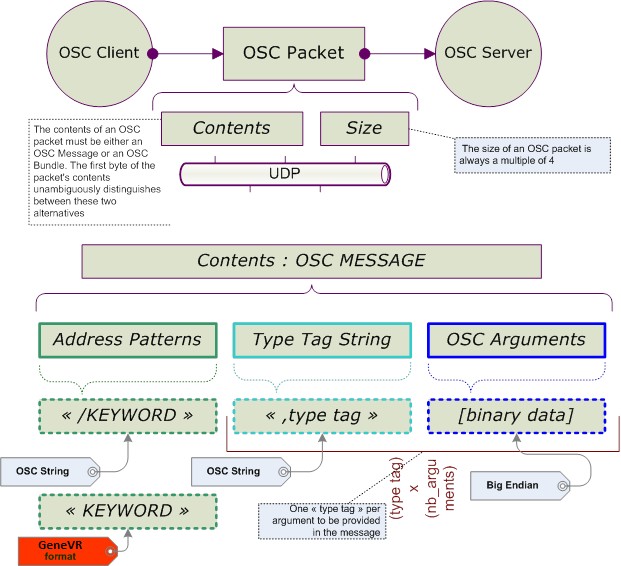 OSC Client
OSC Packet
OSC Server
Contents
Size
The contents of an OSC
packet must be either an
OSC Message or an OSC
Bundle. The first byte of the
packet's contents
unambiguously distinguishes
between these two
alternatives
The size of an OSC packet is
always a multiple of 4
UDP
Contents : OSC MESSAGE
Address Patterns
Type Tag String
OSC Arguments
« /KEYWORD »
« ,type tag »
[binary data]
OSC String
OSC String
Big Endian
(type tag)
x
(nb_argu
ments)
One « type tag » per
argument to be provided
in the message
« KEYWORD »
GeneVR
format